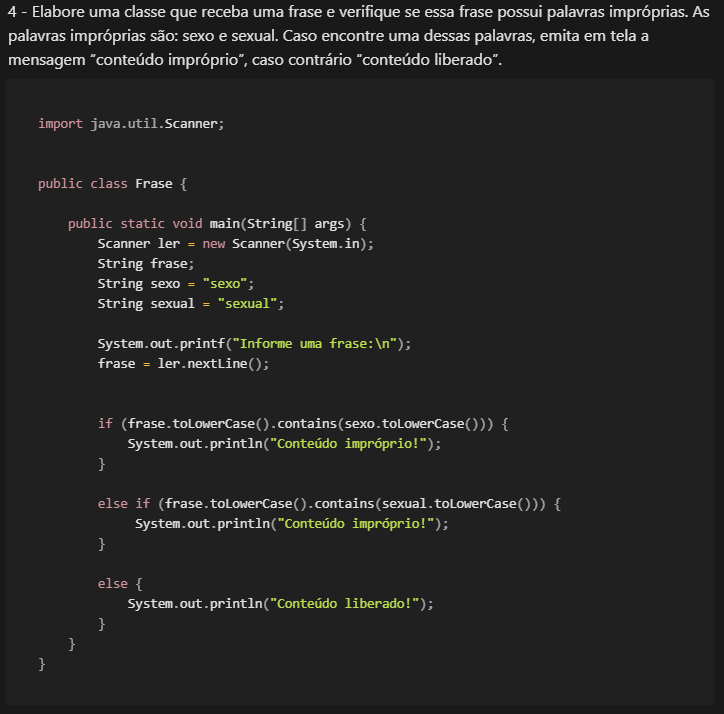 4 - Elabore uma classe que receba uma frase e verifique se essa frase possui palavras impróprias. As
palavras impróprias são: sexo e sexual. Caso encontre uma dessas palavras, emita em tela a
mensagem “conteúdo impróprio”, caso contrário “conteúdo liberado”.
import java.util.Scanner;
public class Frase {
public static void main(String[] args) {
Scanner ler = new Scanner(System.in);
String frase;
String sexo = "sexo";
String sexual = "sexual";
System.out.printf("Informe uma frase:\n");
frase = ler.nextLine();
if (frase.toLowerCase().contains(sexo.toLowerCase())) {
System.out.println("Conteúdo impróprio!");
}
else if (frase.toLowerCase().contains(sexual.toLowerCase())) {
System.out.println("Conteúdo impróprio!");
}
else {
System.out.println("Conteúdo liberado!");
}
}
}